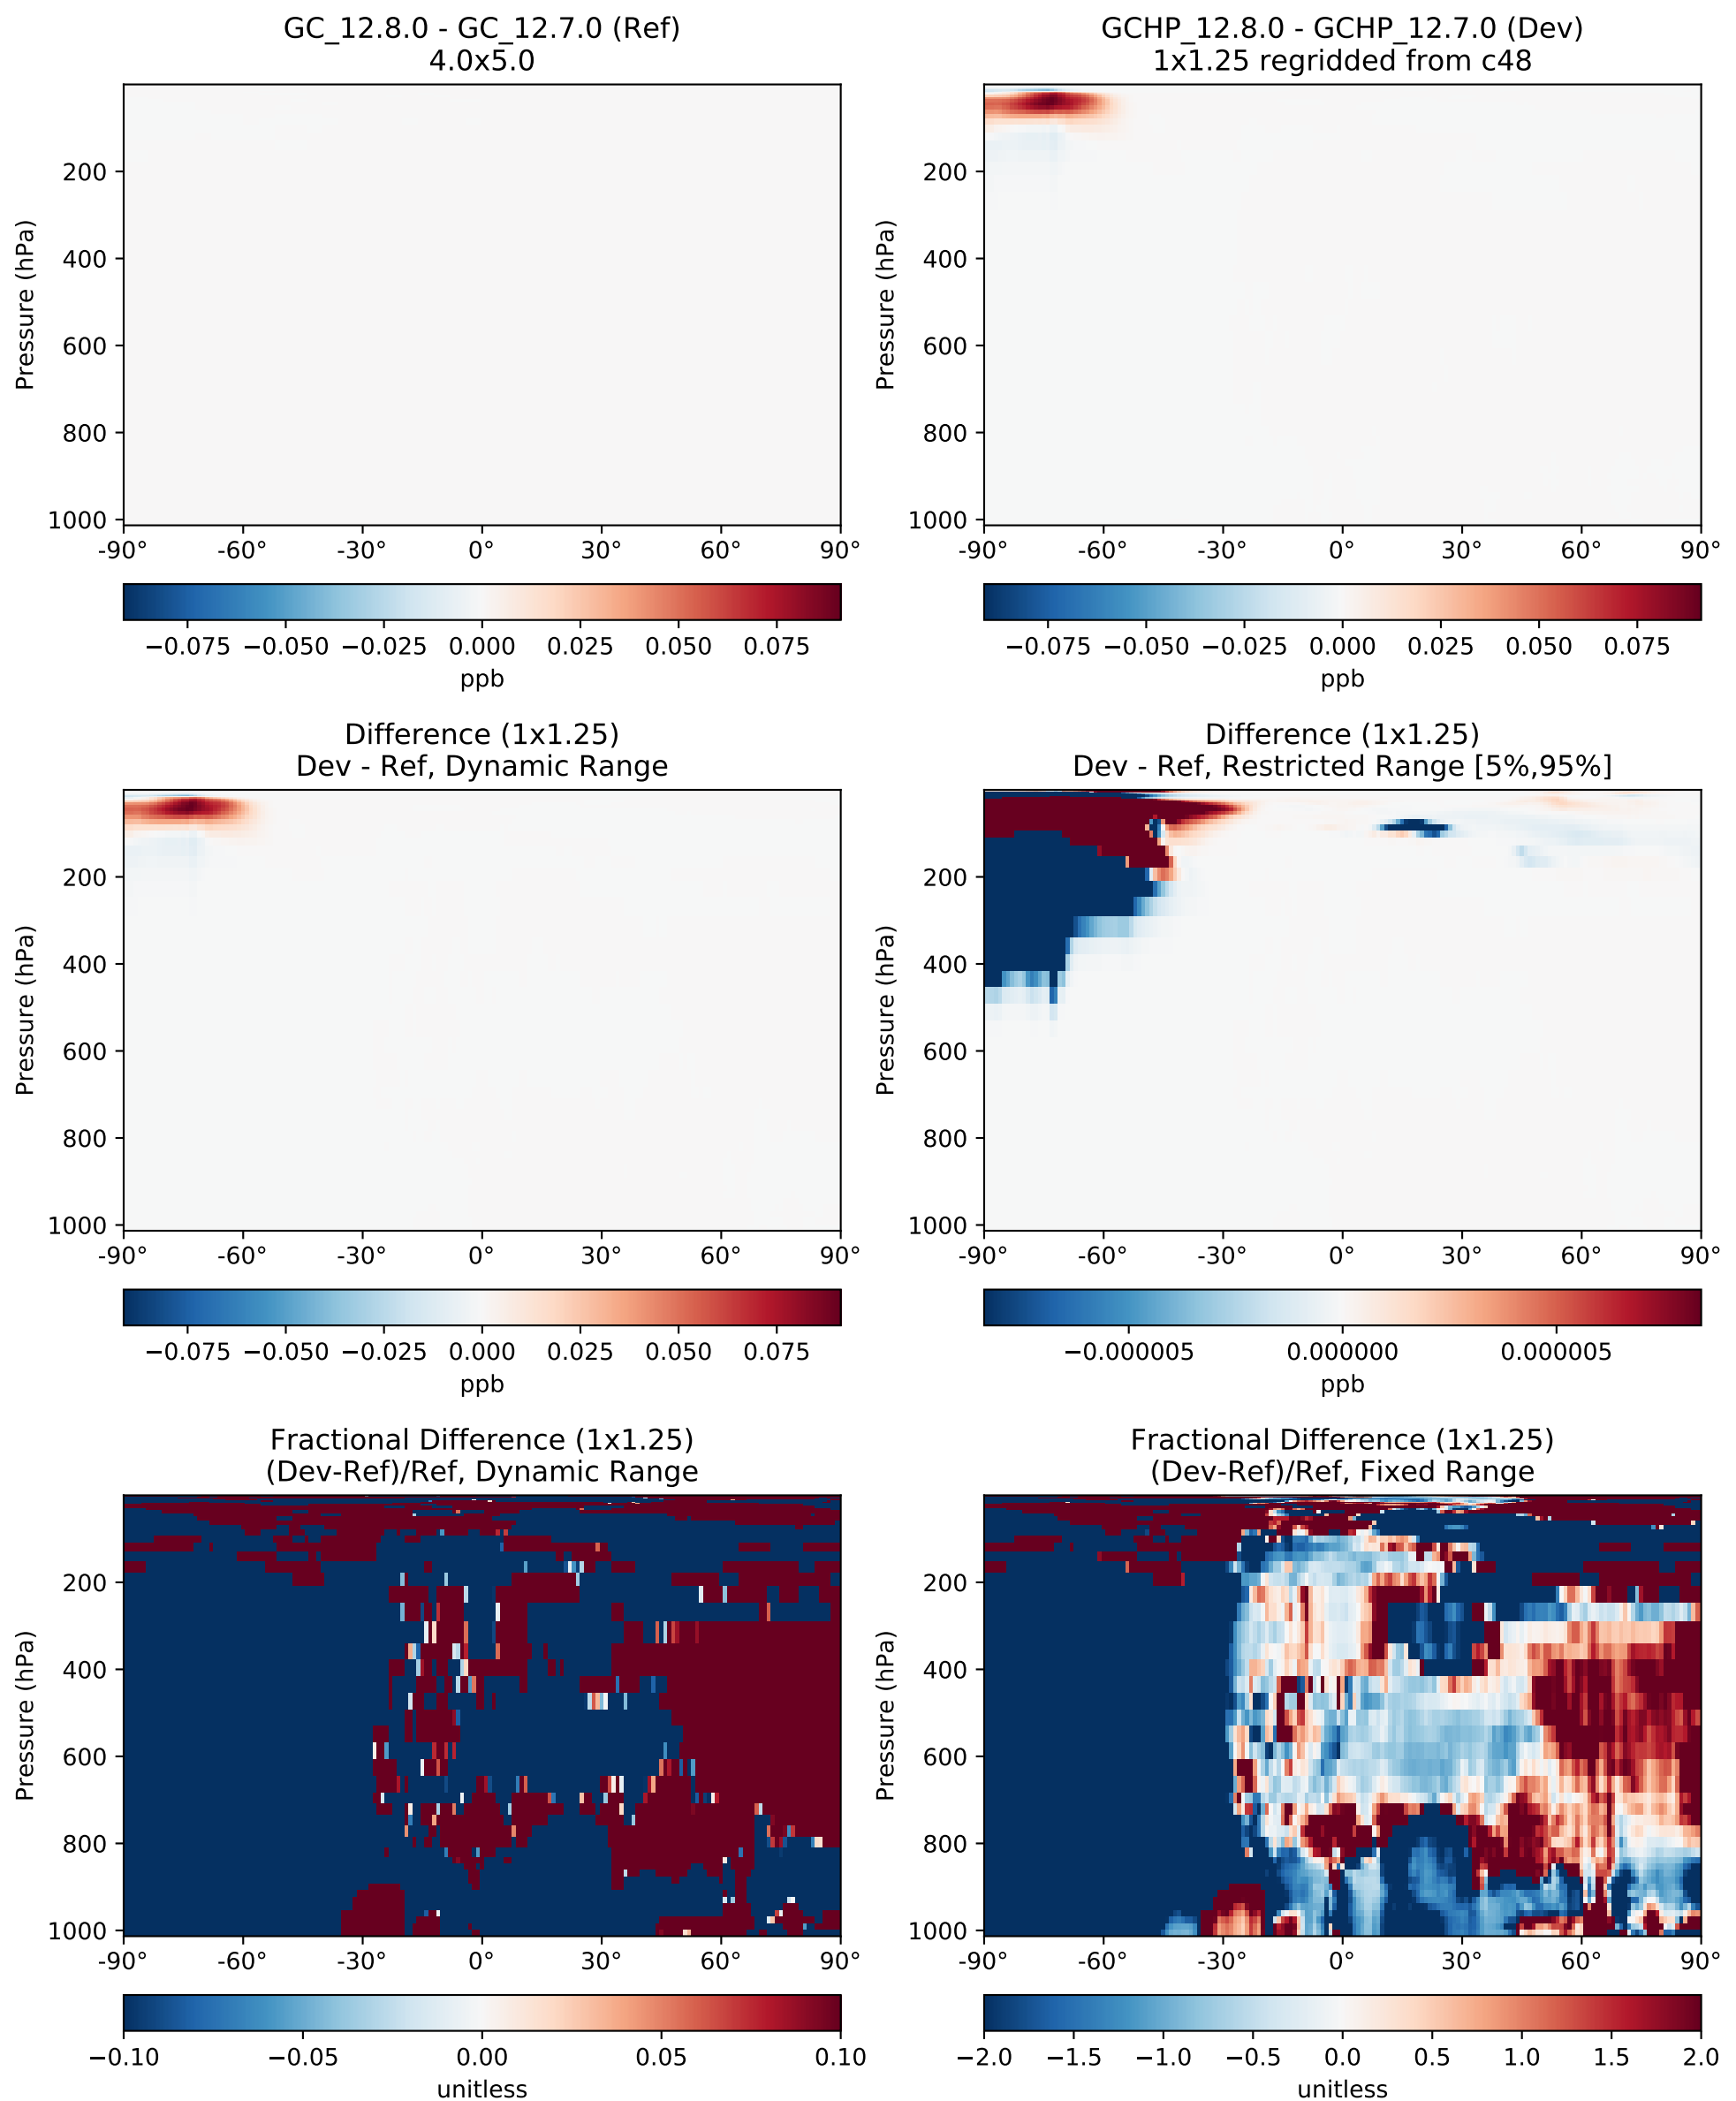 GC_12.8.0 - GC_12.7.0 (Ref)
4.0x5.0
200
400
600
800
1000
Pressure (hPa)
-90° -60° -30° 0° 30° 60° 90°
−0.075 −0.050 −0.025 0.000 0.025 0.050 0.075
ppb
GCHP_12.8.0 - GCHP_12.7.0 (Dev)
1x1.25 regridded from c48
200
400
600
800
1000
Pressure (hPa)
-90° -60° -30° 0° 30° 60° 90°
−0.075 −0.050 −0.025 0.000 0.025 0.050 0.075
ppb
Difference (1x1.25)
Dev - Ref, Dynamic Range
200
400
600
800
1000
Pressure (hPa)
-90° -60° -30° 0° 30° 60° 90°
−0.075 −0.050 −0.025 0.000 0.025 0.050 0.075
ppb
Difference (1x1.25)
Dev - Ref, Restricted Range [5%,95%]
200
400
600
800
1000
Pressure (hPa)
-90° -60° -30° 0° 30° 60° 90°
−0.000005 0.000000 0.000005
ppb
Fractional Difference (1x1.25)
(Dev-Ref)/Ref, Dynamic Range
200
400
600
800
1000
Pressure (hPa)
-90° -60° -30° 0° 30° 60° 90°
−0.10 −0.05 0.00 0.05 0.10
unitless
Fractional Difference (1x1.25)
(Dev-Ref)/Ref, Fixed Range
200
400
600
800
1000
Pressure (hPa)
-90° -60° -30° 0° 30° 60° 90°
−2.0 −1.5 −1.0 −0.5 0.0 0.5 1.0 1.5 2.0
unitless